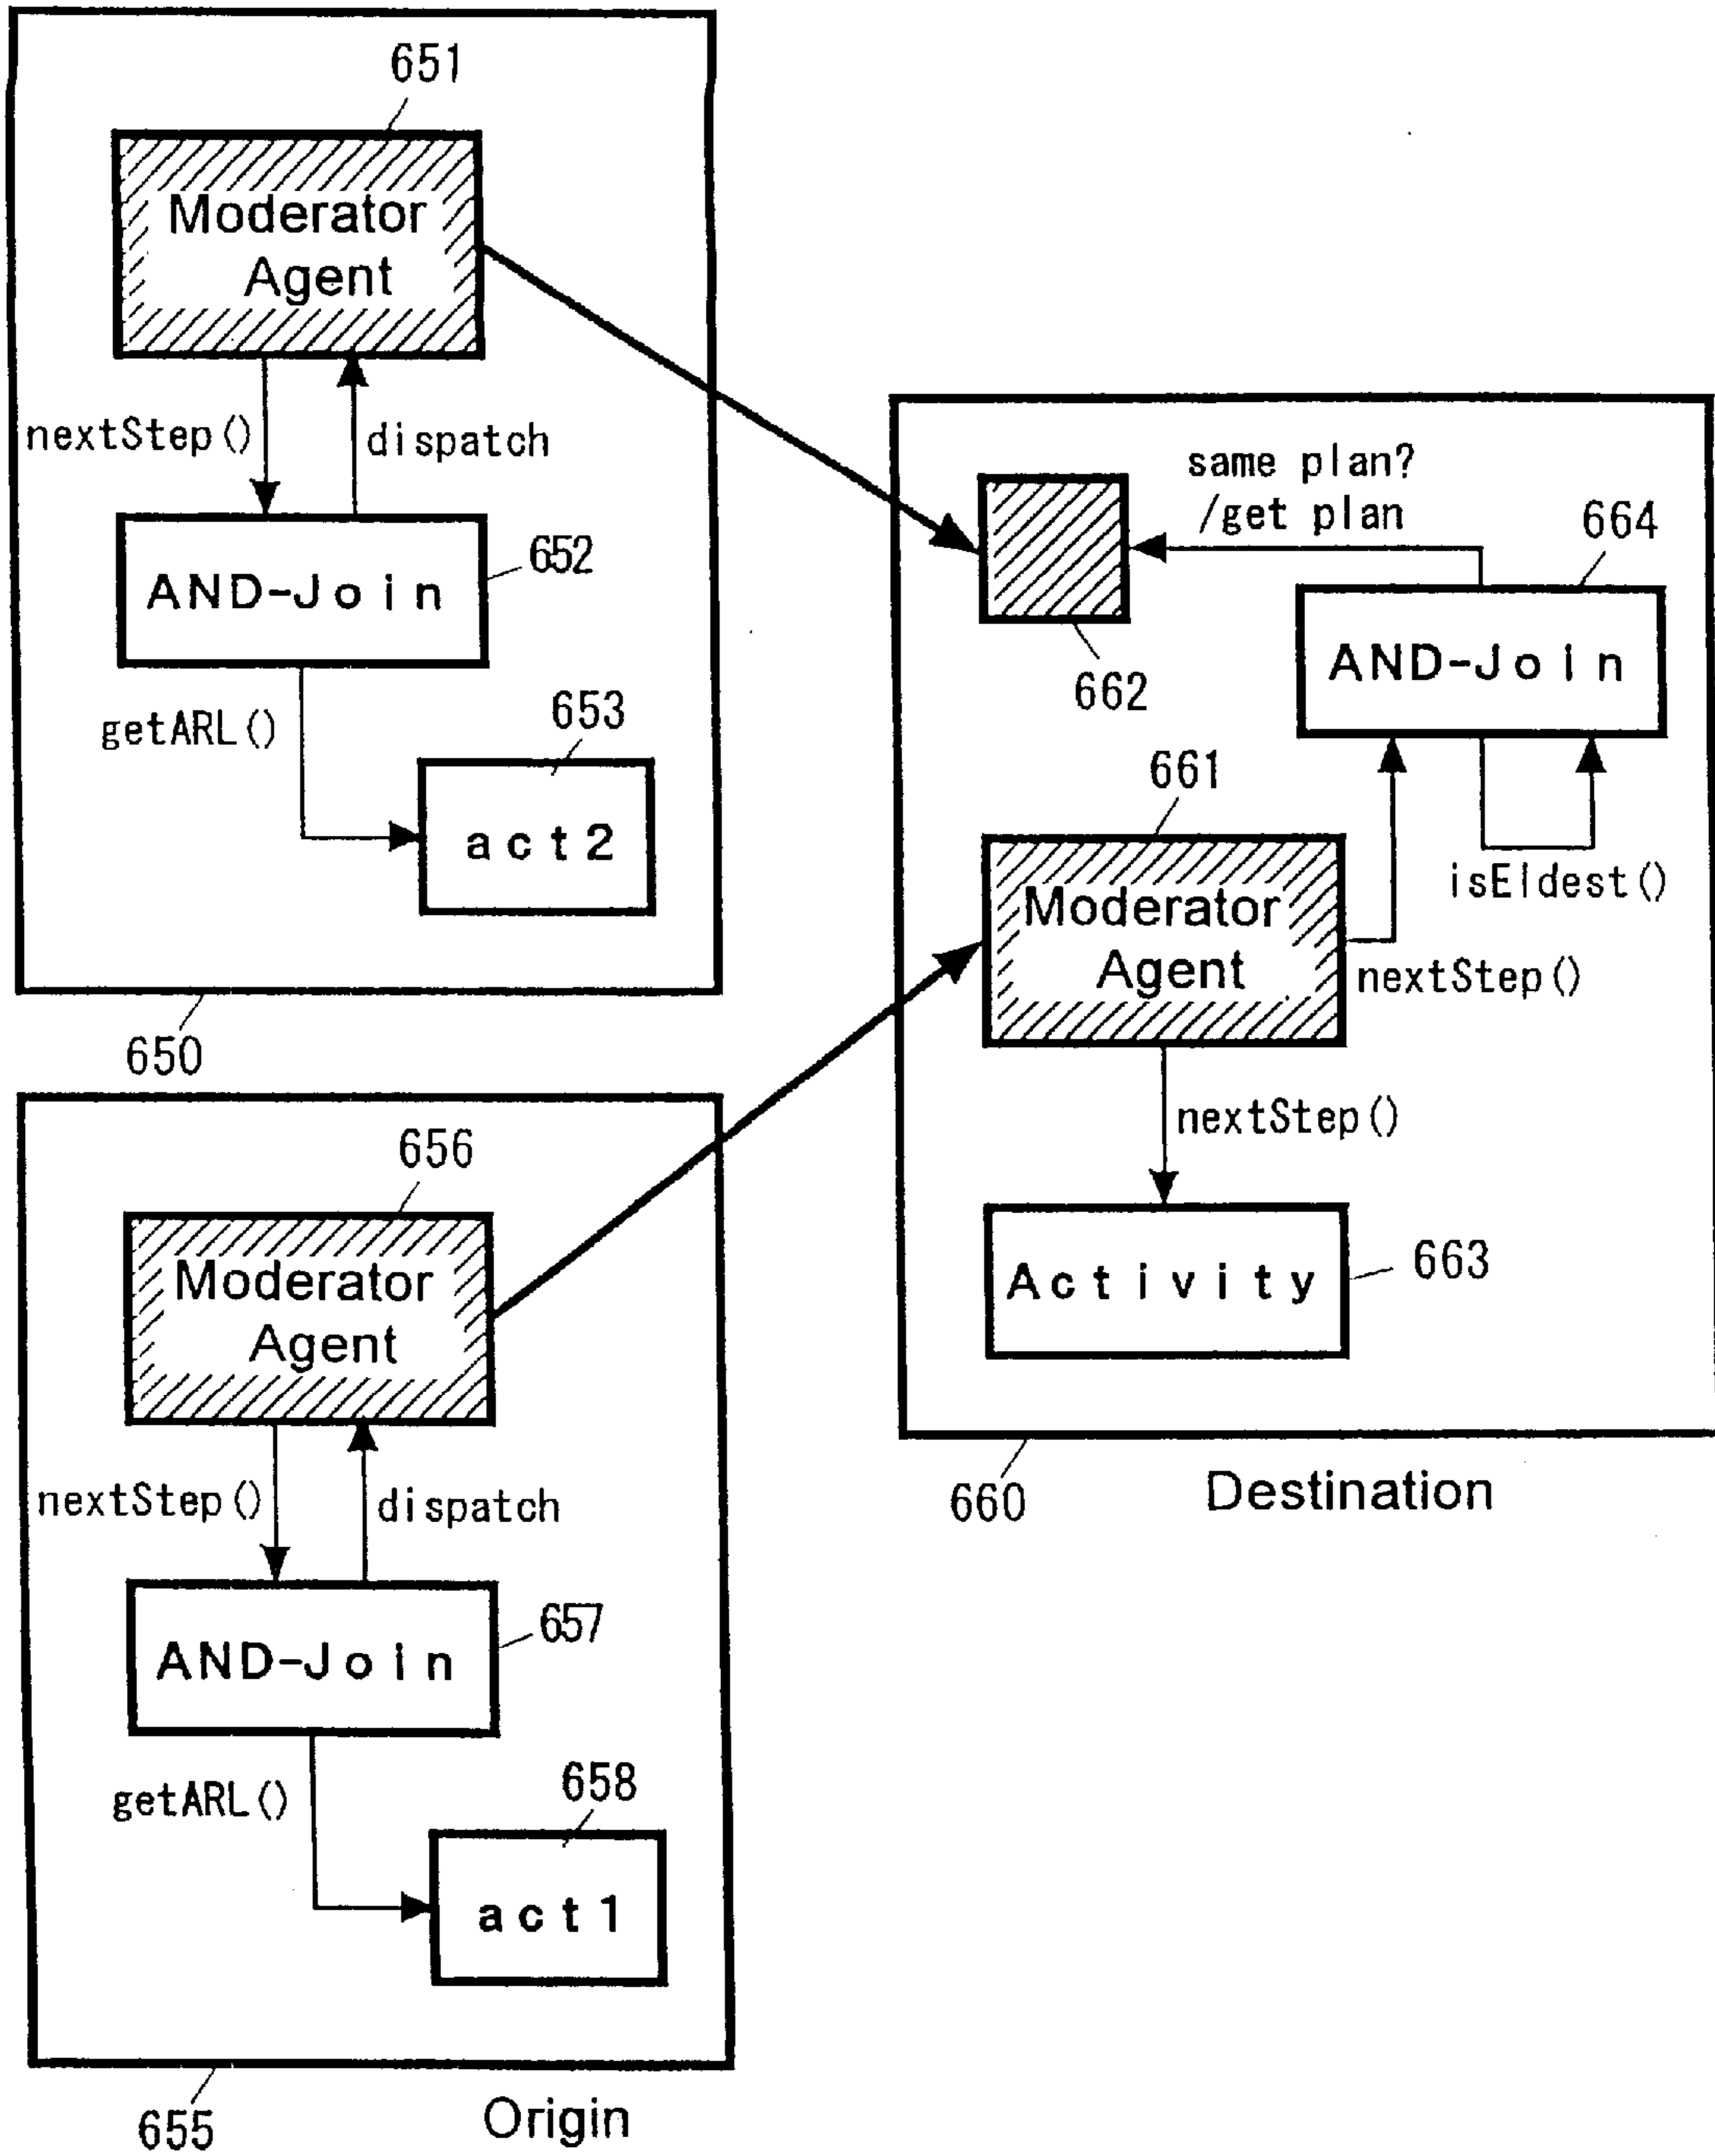 651
Moderator
Agent
nextStep()
dispatch
AND-Join
652
getARL()
653
act2
650
same plan?
/get plan
664
662
AND-Join
661
isEldest()
Moderator
Agent
nextStep()
nextStep()
Activity
663
660
Destination
656
Moderator
Agent
nextStep()
dispatch
AND-Join
657
getARL()
658
act1
655
Origin